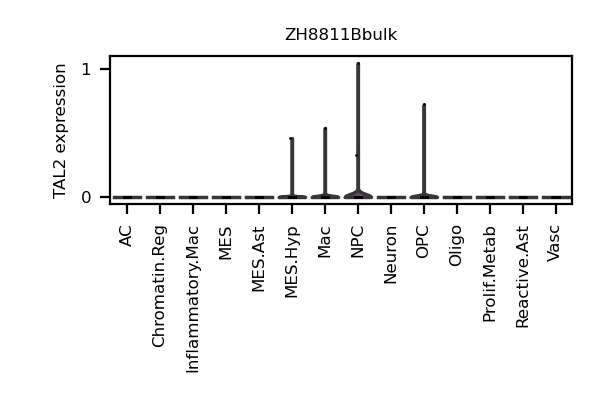 ZH8811Bbulk
TAL2 expression
1
0
AC
Chromatin.Reg
Inflammatory.Mac
MES
MES.Ast
MES.Hyp
Mac
NPC
Neuron
OPC
Oligo
Prolif.Metab
Reactive.Ast
Vasc